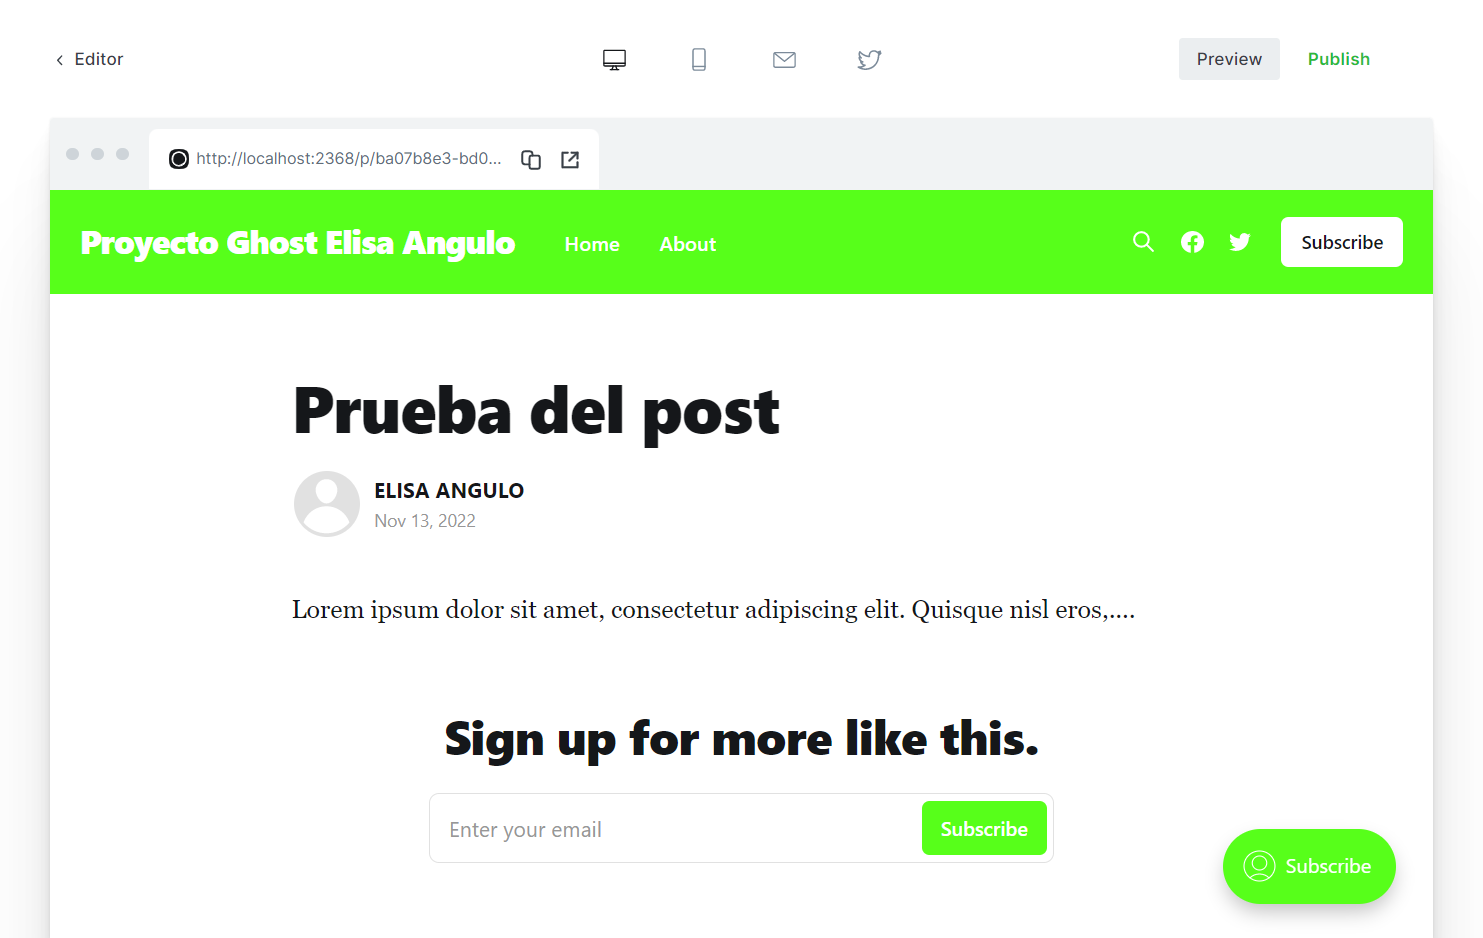 Editor
Preview
Publish
http://localhost:2368/p/ba07b8e3-bd0...
Proyecto Ghost Elisa Angulo
Home
About
Subscribe
Prueba del post
ELISA ANGULO
Nov 13, 2022
Lorem ipsum dolor sit amet, consectetur adipiscing elit. Quisque nisl eros,....
Sign up for more like this.
Enter your email
Subscribe
Subscribe